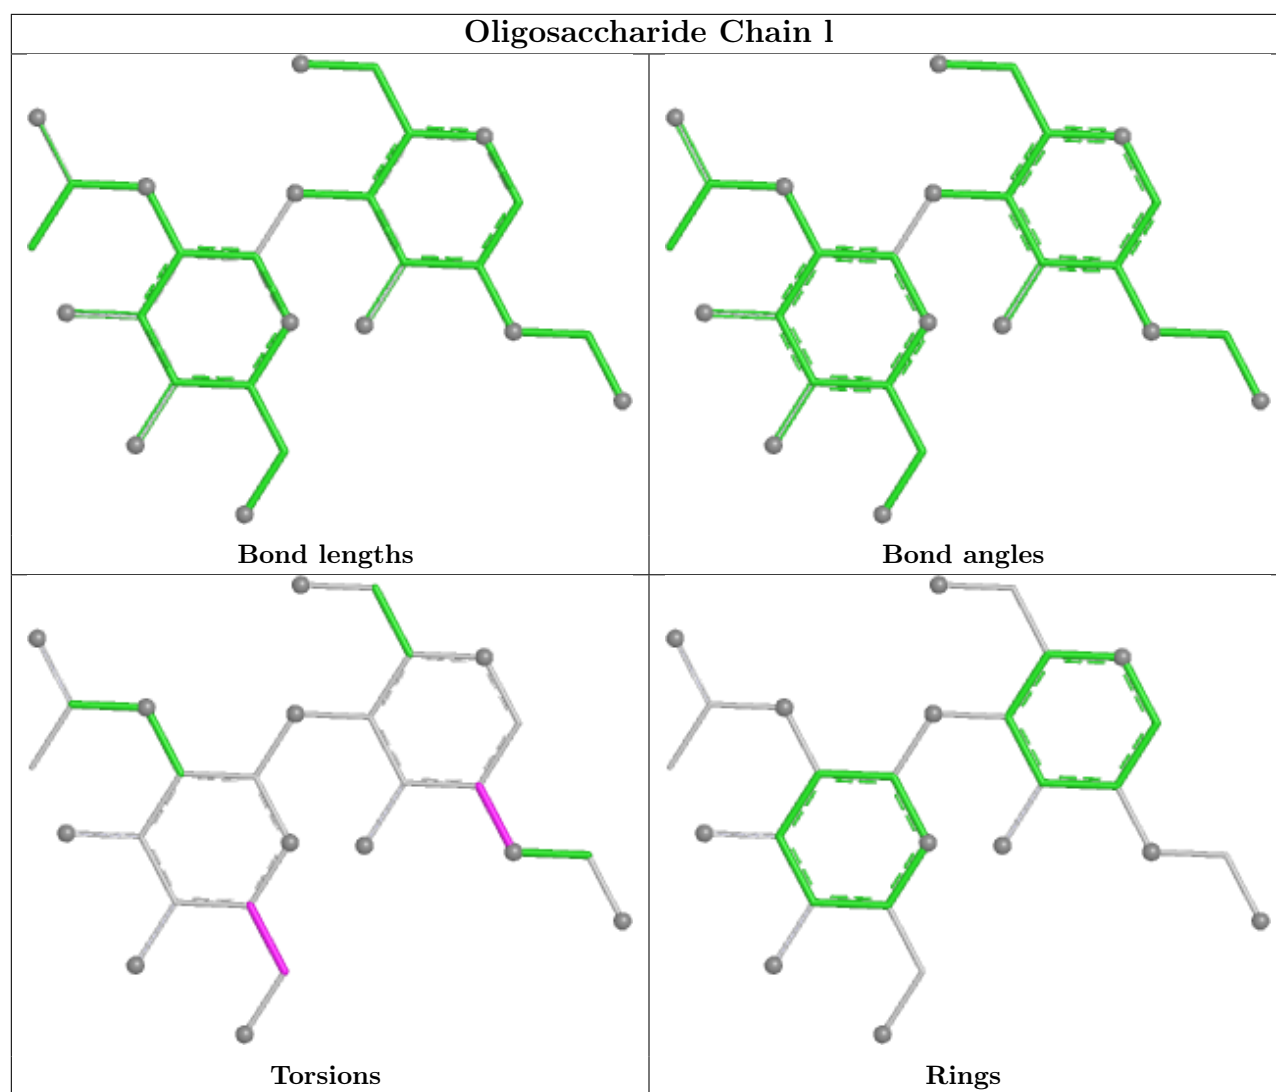 Oligosaccharide Chain l
Bond lengths
Bond angles
Torsions
Rings